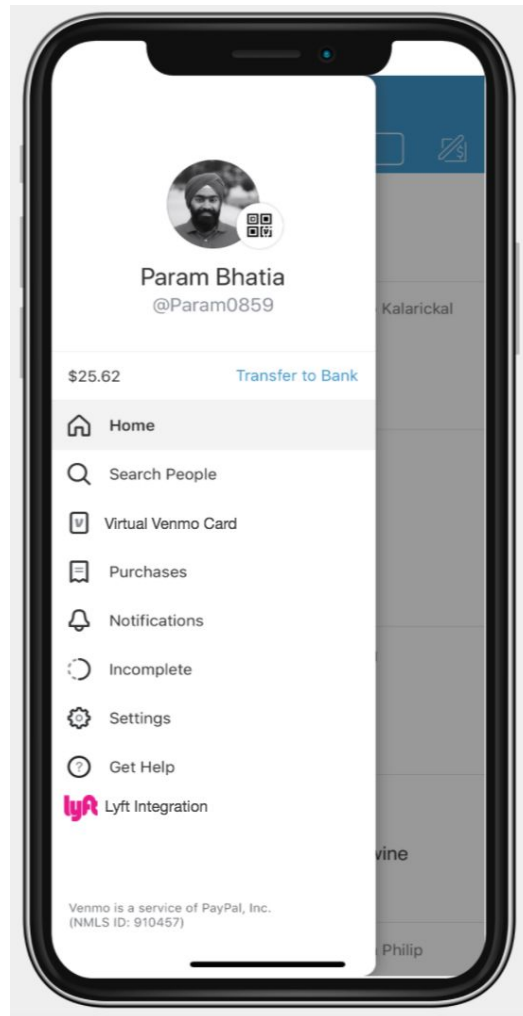 Param Bhatia
@Param0859
Kalarickal
$25.62 Transfer to Bank
Home
Search People
Virtual Venmo Card
Purchases
Notifications
Incomplete
Settings
Get Help
lyft Lyft Integration
wine
Venmo is a service of PayPal, Inc.
(NMLS ID: 910457)
Philip